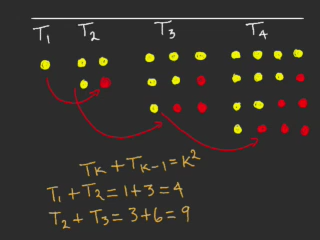 T₁ T₂ T₃ T₄
Tₖ + Tₖ₋₁ = k²
T₁ + T₂ = 1 + 3 = 4
T₂ + T₃ = 3 + 6 = 9